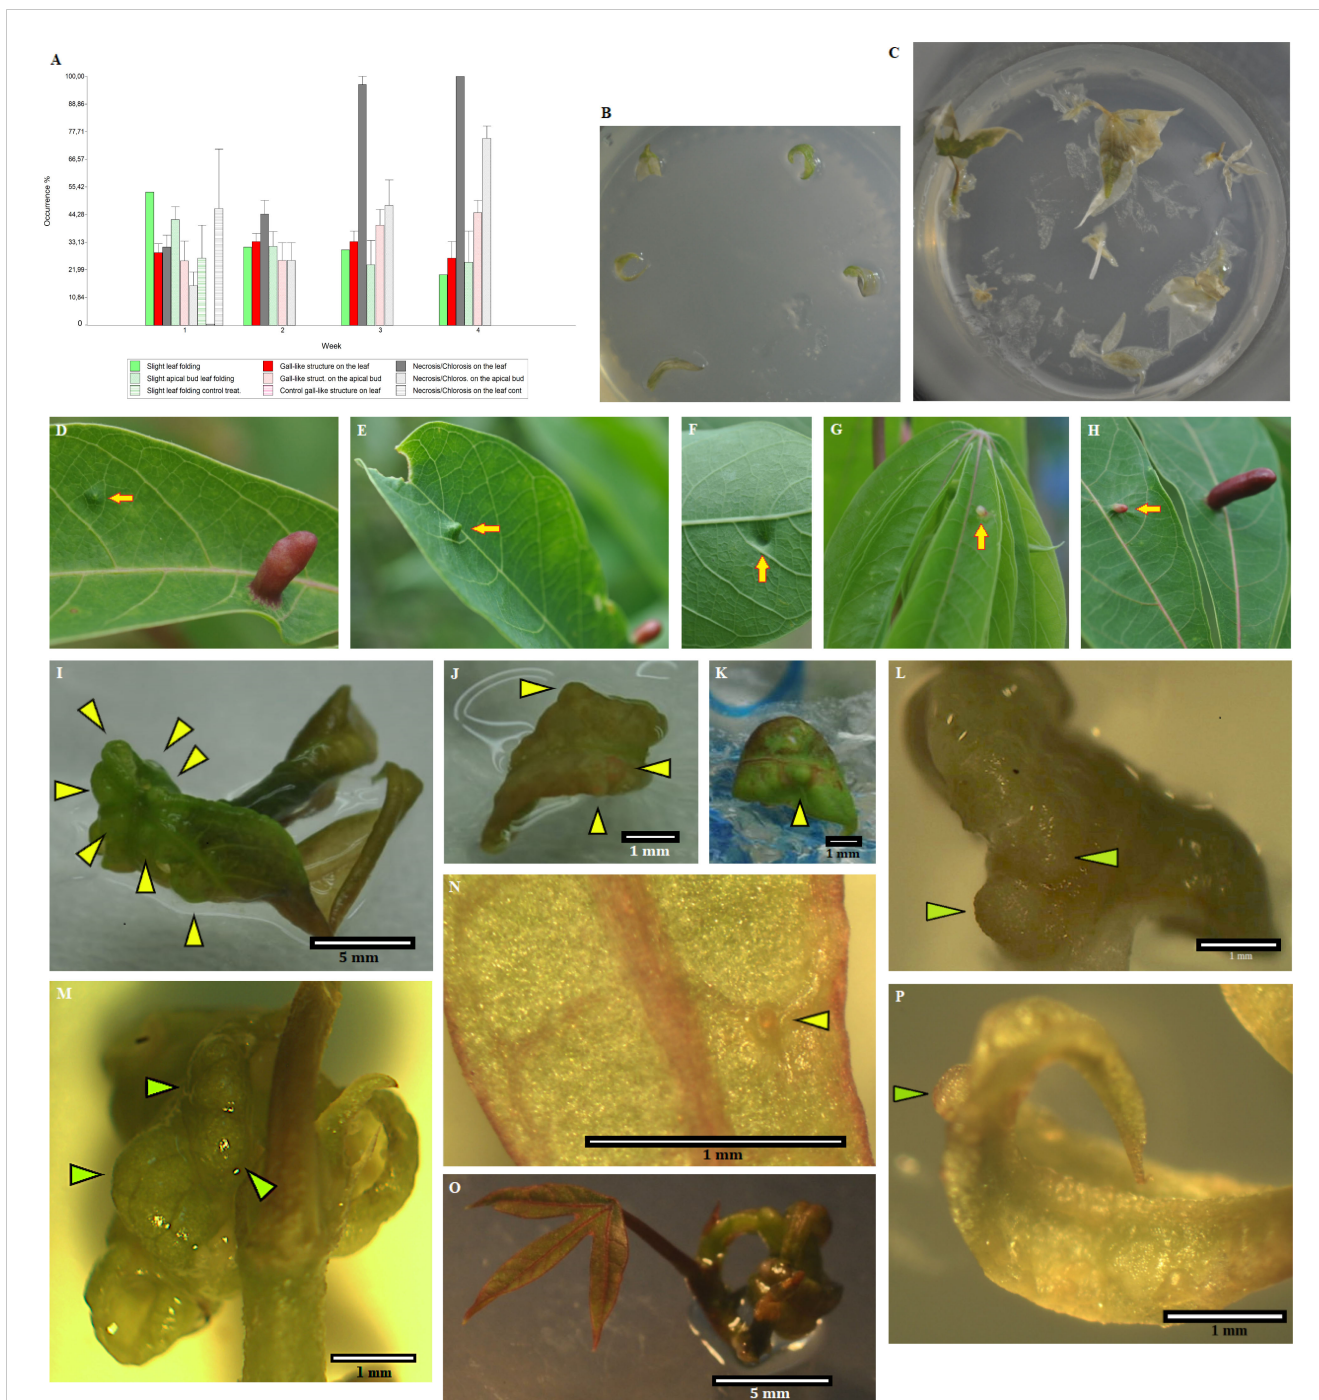 A
B
C
100,00
88,86
77,71
66,57
55,42
44,28
33,13
21,99
10,84
0
Occurrence %
1
2
3
4
Week
Slight leaf folding
Gall-like structure on the leaf
Necrosis/Chlorosis on the leaf
Slight apical bud leaf folding
Gall-like struct. on the apical bud
Necrosis/Chloros. on the apical bud
Slight leaf folding control treat.
Control gall-like structure on leaf
Necrosis/Chlorosis on the leaf cont
D
E
F
G
H
I
5 mm
J
1 mm
K
1 mm
L
1 mm
M
1 mm
N
1 mm
O
5 mm
P
1 mm